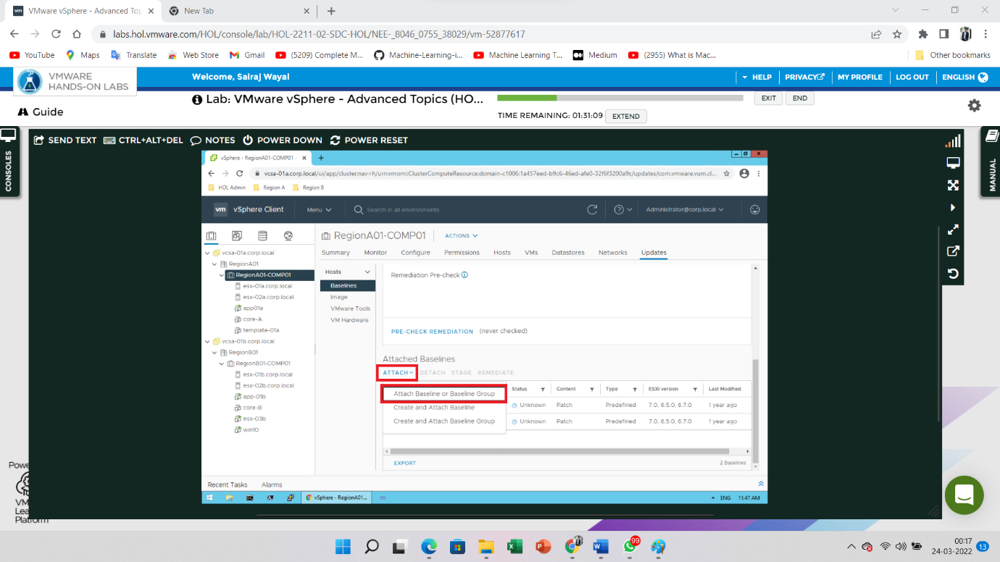 VMware vSphere - Advanced Top
New Tab
labs.hol.vmware.com/HOL/console/lab/HOL-2211-02-SDC-HOL/NEE-_8046_0755_38029/vm-52877617
YouTube Maps Translate Web Store Gmail (5209) Complete M... Machine-Learning-i... Machine Learning T... Medium (2955) What is Mac... Other bookmarks
VMWARE
HANDS-ON LABS
Welcome, Sairaj Wayal
HELP PRIVACY MY PROFILE LOG OUT ENGLISH
Guide
Lab: VMware vSphere - Advanced Topics (HO...
EXIT END
TIME REMAINING: 01:31:09 EXTEND
CONSOLES
SEND TEXT CTRL+ALT+DEL NOTES POWER DOWN POWER RESET
MANUAL
vSphere - RegionA01-COMP01 -
vcsa-01a.corp.local/ui/app/cluster;nav=h/urn:vmomi:ClusterComputeResource:domain-c1006:1a457eed-b9c6-46ed-afe0-32f6f3200a9c/updates/com.vmware.vum.cl...
HOL Admin Region A Region B
vm vSphere Client Menu Search in all environments Administrator@corp.local
RegionA01-COMP01 ACTIONS
Summary Monitor Configure Permissions Hosts VMs Datastores Networks Updates
vcsa-01a.corp.local
RegionA01
RegionA01-COMP01
esx-01a.corp.local
esx-02a.corp.local
app01a
core-A
template-01a
vcsa-01b.corp.local
RegionB01
RegionB01-COMP01
esx-01b.corp.local
esx-02b.corp.local
app-01b
core-B
esx-03b
win10
Hosts
Baselines
Image
VMware Tools
VM Hardware
Remediation Pre-check
PRE-CHECK REMEDIATION (never checked)
Attached Baselines
ATTACH DETACH STAGE REMEDIATE
Attach Baseline or Baseline Group
Create and Attach Baseline
Create and Attach Baseline Group
Status Content Type ESXi version Last Modified
Unknown Patch Predefined 7.0, 6.5.0, 6.7.0 1 year ago
Unknown Patch Predefined 7.0, 6.5.0, 6.7.0 1 year ago
EXPORT 2 Baselines
Recent Tasks Alarms
vSphere - RegionA01... ENG 11:47 AM
Powe
VM
Lea
Platform
99
00:17
24-03-2022
13